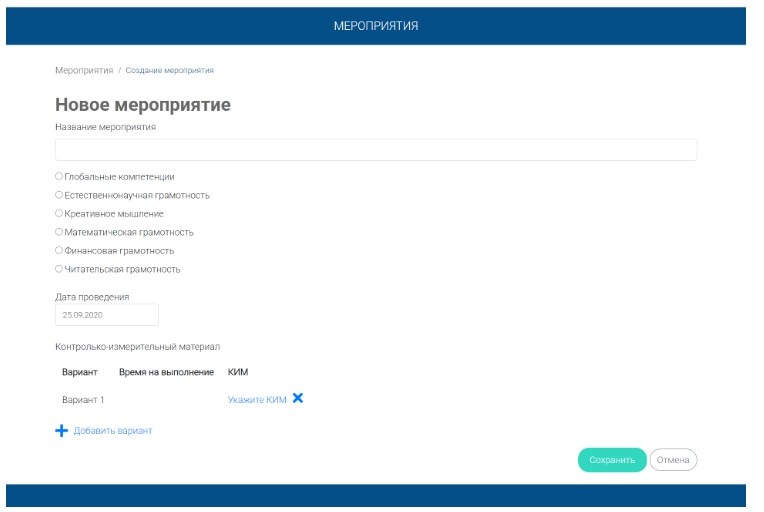 МЕРОПРИЯТИЯ
Мероприятия / Создание мероприятия
Новое мероприятие
Название мероприятия
Глобальные компетенции
Естественнонаучная грамотность
Креативное мышление
Математическая грамотность
Финансовая грамотность
Читательская грамотность
Дата проведения
25.09.2020
Контролько-измерительный материал
Вариант Время на выполнение КИМ
Вариант 1 Укажите КИМ
Добавить вариант
Сохранить Отмена